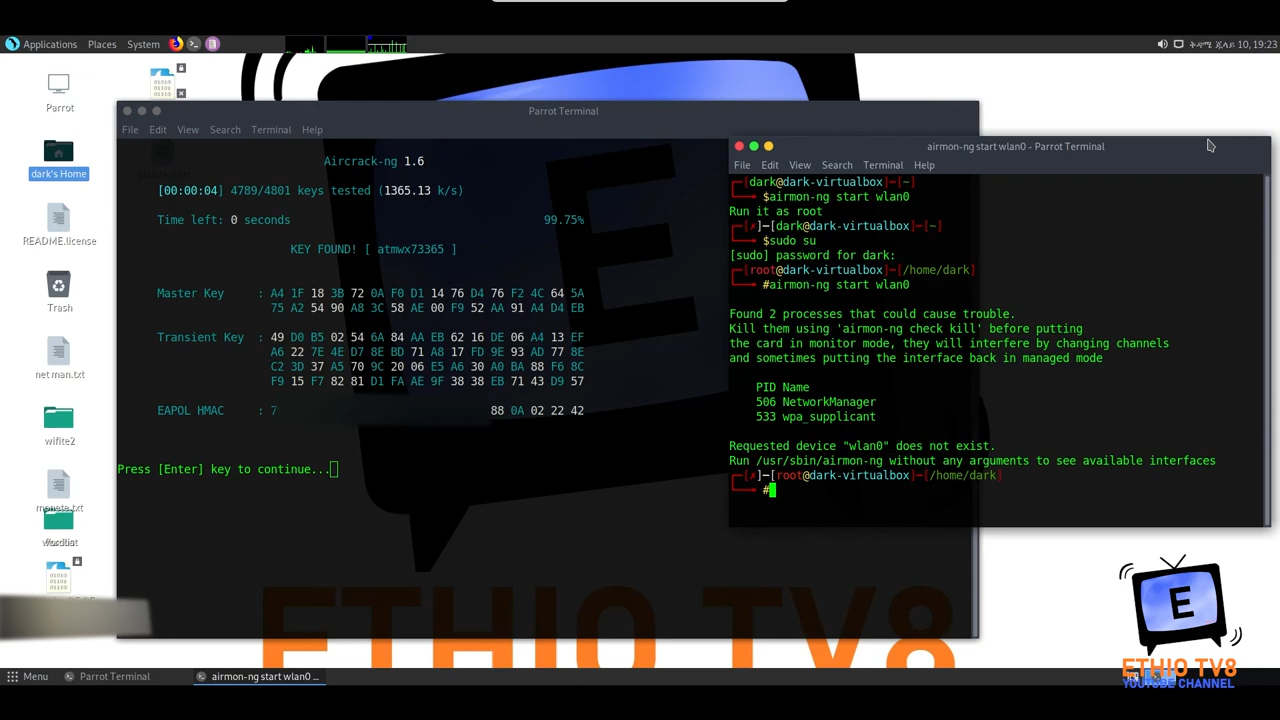 Applications Places System
ቅዳሜ ጁላይ 10, 19:23
Parrot
dark's Home
README.license
Trash
net man.txt
wifite2
monate.txt
Parrot Terminal
File Edit View Search Terminal Help
Aircrack-ng 1.6
[00:00:04] 4789/4801 keys tested (1365.13 k/s)
Time left: 0 seconds 99.75%
KEY FOUND! [ atmwx73365 ]
Master Key : A4 1F 18 3B 72 0A F0 D1 14 76 D4 76 F2 4C 64 5A
75 A2 54 90 A8 3C 58 AE 00 F9 52 AA 91 A4 D4 EB
Transient Key : 49 D0 B5 02 54 6A 84 AA EB 62 16 DE 06 A4 13 EF
A6 22 7E 4E D7 8E BD 71 A8 17 FD 9E 93 AD 77 8E
C2 3D 37 A5 70 9C 20 06 E5 A6 30 A0 BA 88 F6 8C
F9 15 F7 82 81 D1 FA AE 9F 38 38 EB 71 43 D9 57
EAPOL HMAC : 7 88 0A 02 22 42
Press [Enter] key to continue...
airmon-ng start wlan0 - Parrot Terminal
File Edit View Search Terminal Help
┌─[dark@dark-virtualbox]─[~]
└──╼ $airmon-ng start wlan0
Run it as root
┌─[✗]─[dark@dark-virtualbox]─[~]
└──╼ $sudo su
[sudo] password for dark:
┌─[root@dark-virtualbox]─[/home/dark]
└──╼ #airmon-ng start wlan0
Found 2 processes that could cause trouble.
Kill them using 'airmon-ng check kill' before putting
the card in monitor mode, they will interfere by changing channels
and sometimes putting the interface back in managed mode
PID Name
506 NetworkManager
533 wpa_supplicant
Requested device "wlan0" does not exist.
Run /usr/sbin/airmon-ng without any arguments to see available interfaces
┌─[✗]─[root@dark-virtualbox]─[/home/dark]
└──╼ #
E
ETHIO TV8
E
ETHIO TV8
YOUTUBE CHANNEL
Menu Parrot Terminal airmon-ng start wlan0 ...